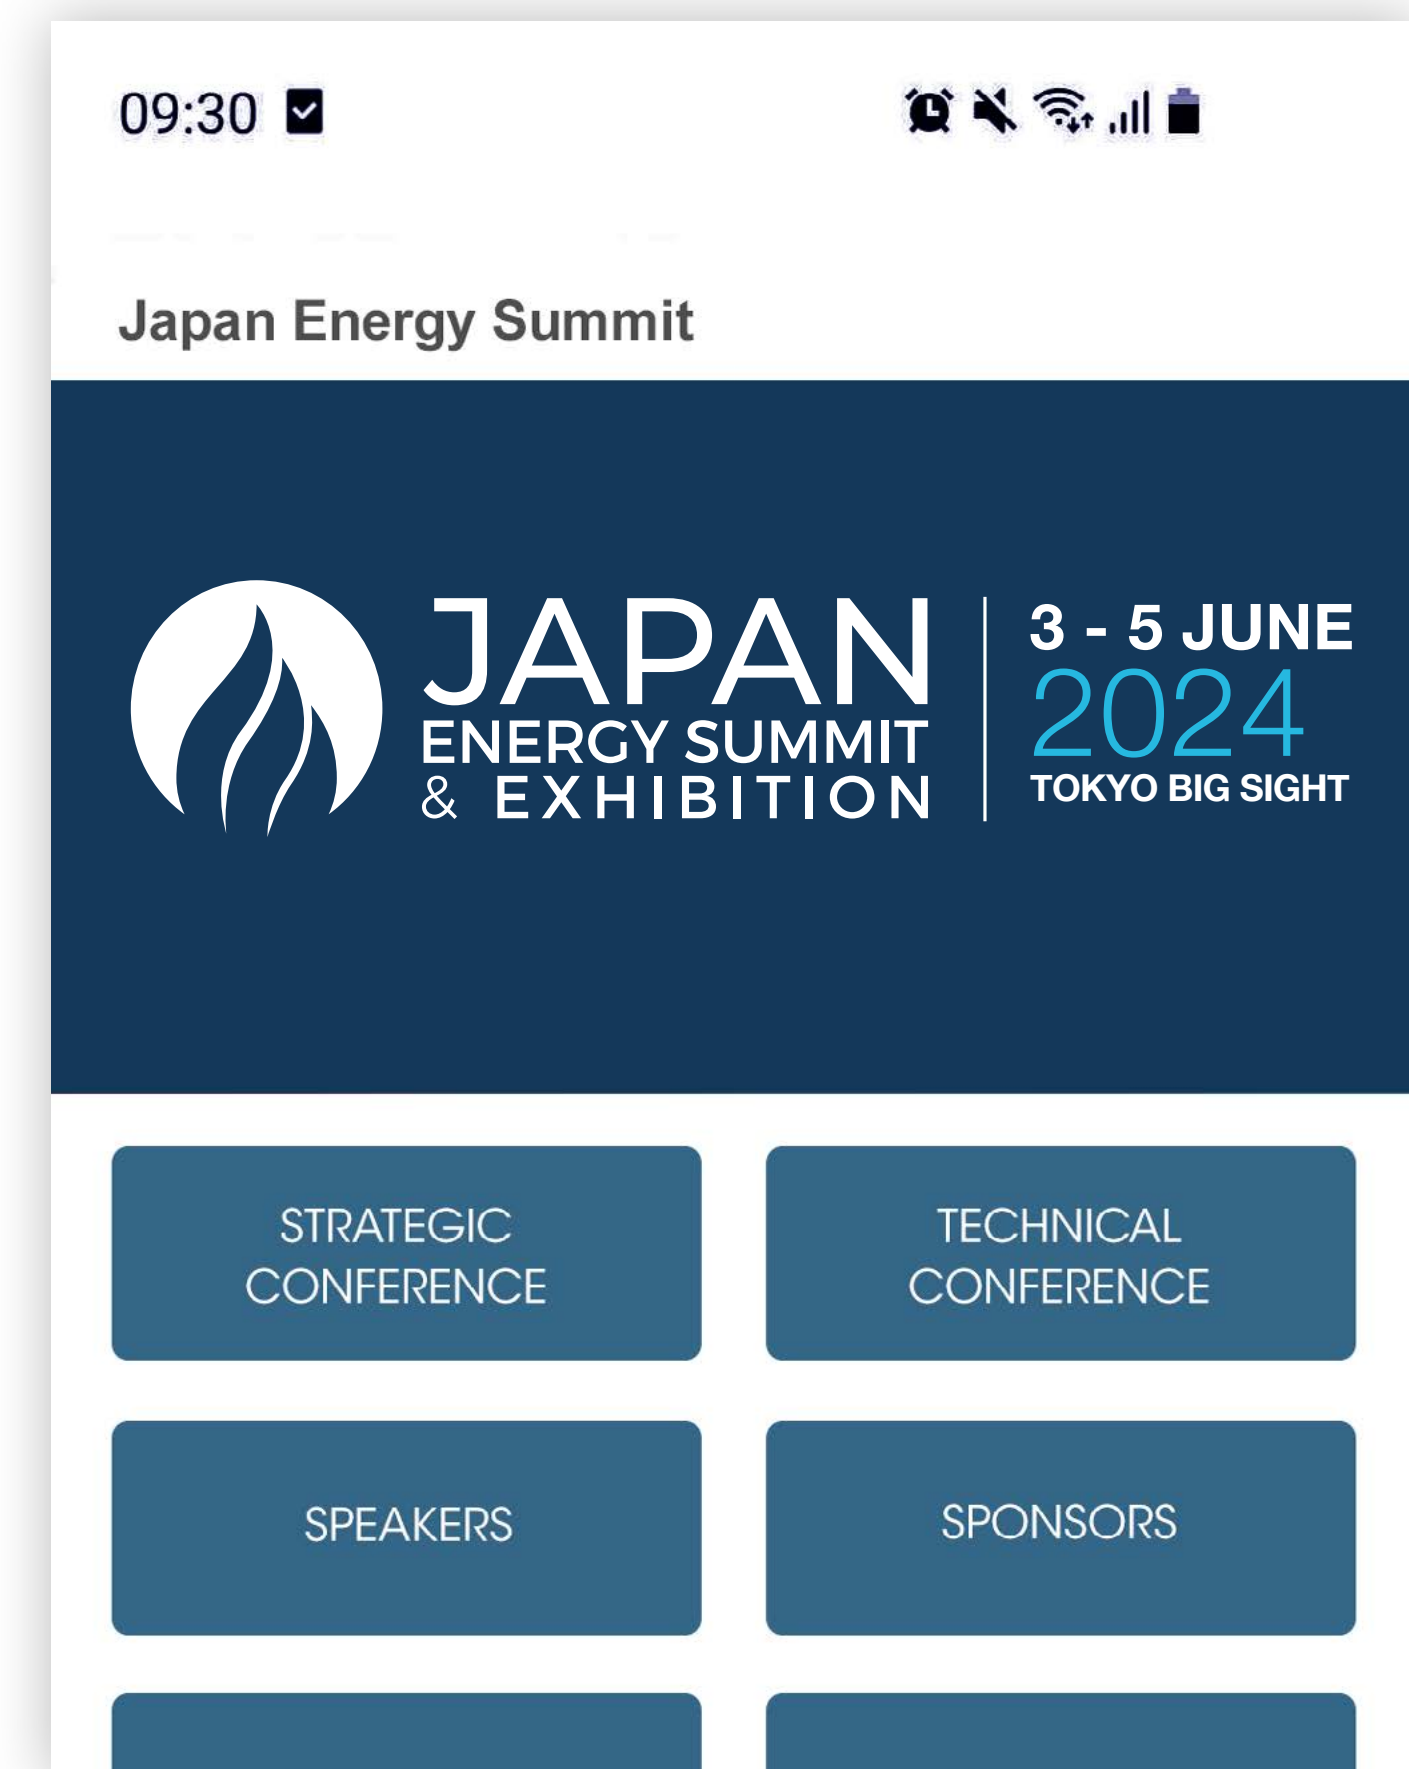 09:30
Japan Energy Summit
JAPAN
ENERGY SUMMIT
& EXHIBITION
3 - 5 JUNE
2024
TOKYO BIG SIGHT
STRATEGIC
CONFERENCE
TECHNICAL
CONFERENCE
SPEAKERS
SPONSORS